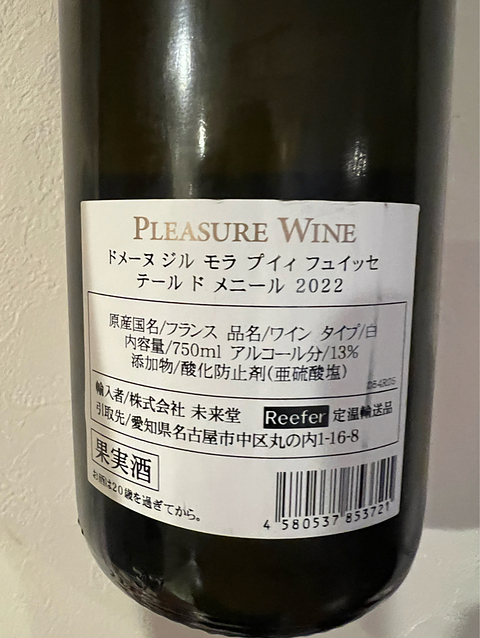 PLEASURE WINE
ドメーヌ ジル モラ プイィ フュイッセ
テール ド メニール 2022
原産国名/フランス 品名/ワイン タイプ/白
内容量/750ml アルコール分/13%
添加物/酸化防止剤(亜硫酸塩)
輸入者/株式会社 未来堂 Reefer 定温輸送品
引取先/愛知県名古屋市中区丸の内1-16-8
果実酒
お酒は20歳を過ぎてから。
4 580537 853721